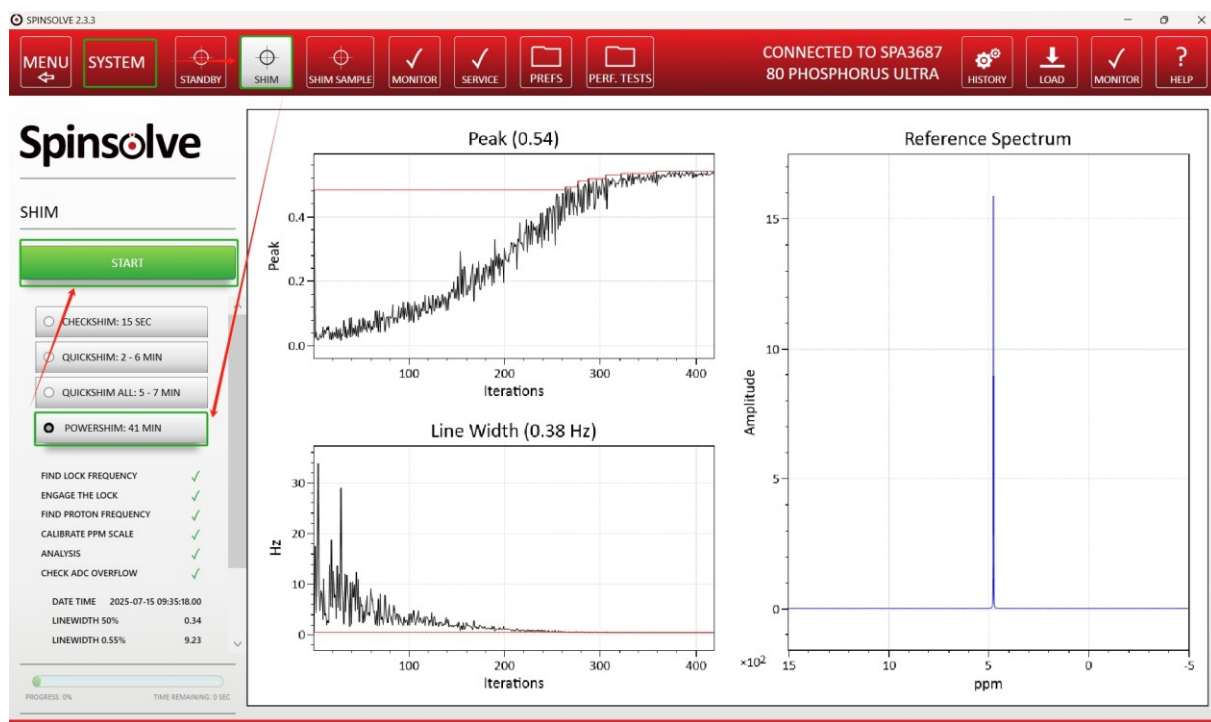 SPINSOLVE 2.3.3
MENU
SYSTEM
STANDBY
SHIM
SHIM SAMPLE
MONITOR
SERVICE
PREFS
PERF. TESTS
CONNECTED TO SPA3687
80 PHOSPHORUS ULTRA
HISTORY
LOAD
MONITOR
?
HELP
Spinsolve
SHIM
START
CHECKSHIM: 15 SEC
QUICKSHIM: 2 - 6 MIN
QUICKSHIM ALL: 5 - 7 MIN
POWERSHIM: 41 MIN
FIND LOCK FREQUENCY
ENGAGE THE LOCK
FIND PROTON FREQUENCY
CALIBRATE PPM SCALE
ANALYSIS
CHECK ADC OVERFLOW
DATE TIME 2025-07-15 09:35:18.00
LINEWIDTH 50% 0.34
LINEWIDTH 0.55% 9.23
PROGRESS: 0% TIME REMAINING: 0 SEC
Peak (0.54)
Peak
0.4
0.2
0.0
100 200 300 400
Iterations
Line Width (0.38 Hz)
Hz
30
20
10
0
100 200 300 400
Iterations
Reference Spectrum
Amplitude
15
10
5
0
×10²
15 10 5 0 -5
ppm